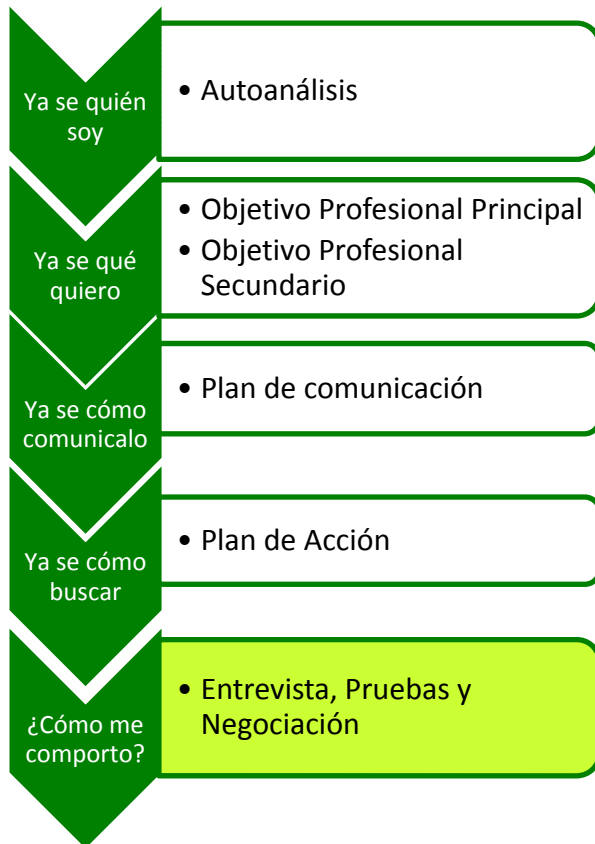 Ya se quién
soy
• Autoanálisis
Ya se qué
quiero
• Objetivo Profesional Principal
• Objetivo Profesional
Secundario
Ya se cómo
comunicalo
• Plan de comunicación
Ya se cómo
buscar
• Plan de Acción
¿Cómo me
comporto?
• Entrevista, Pruebas y
Negociación